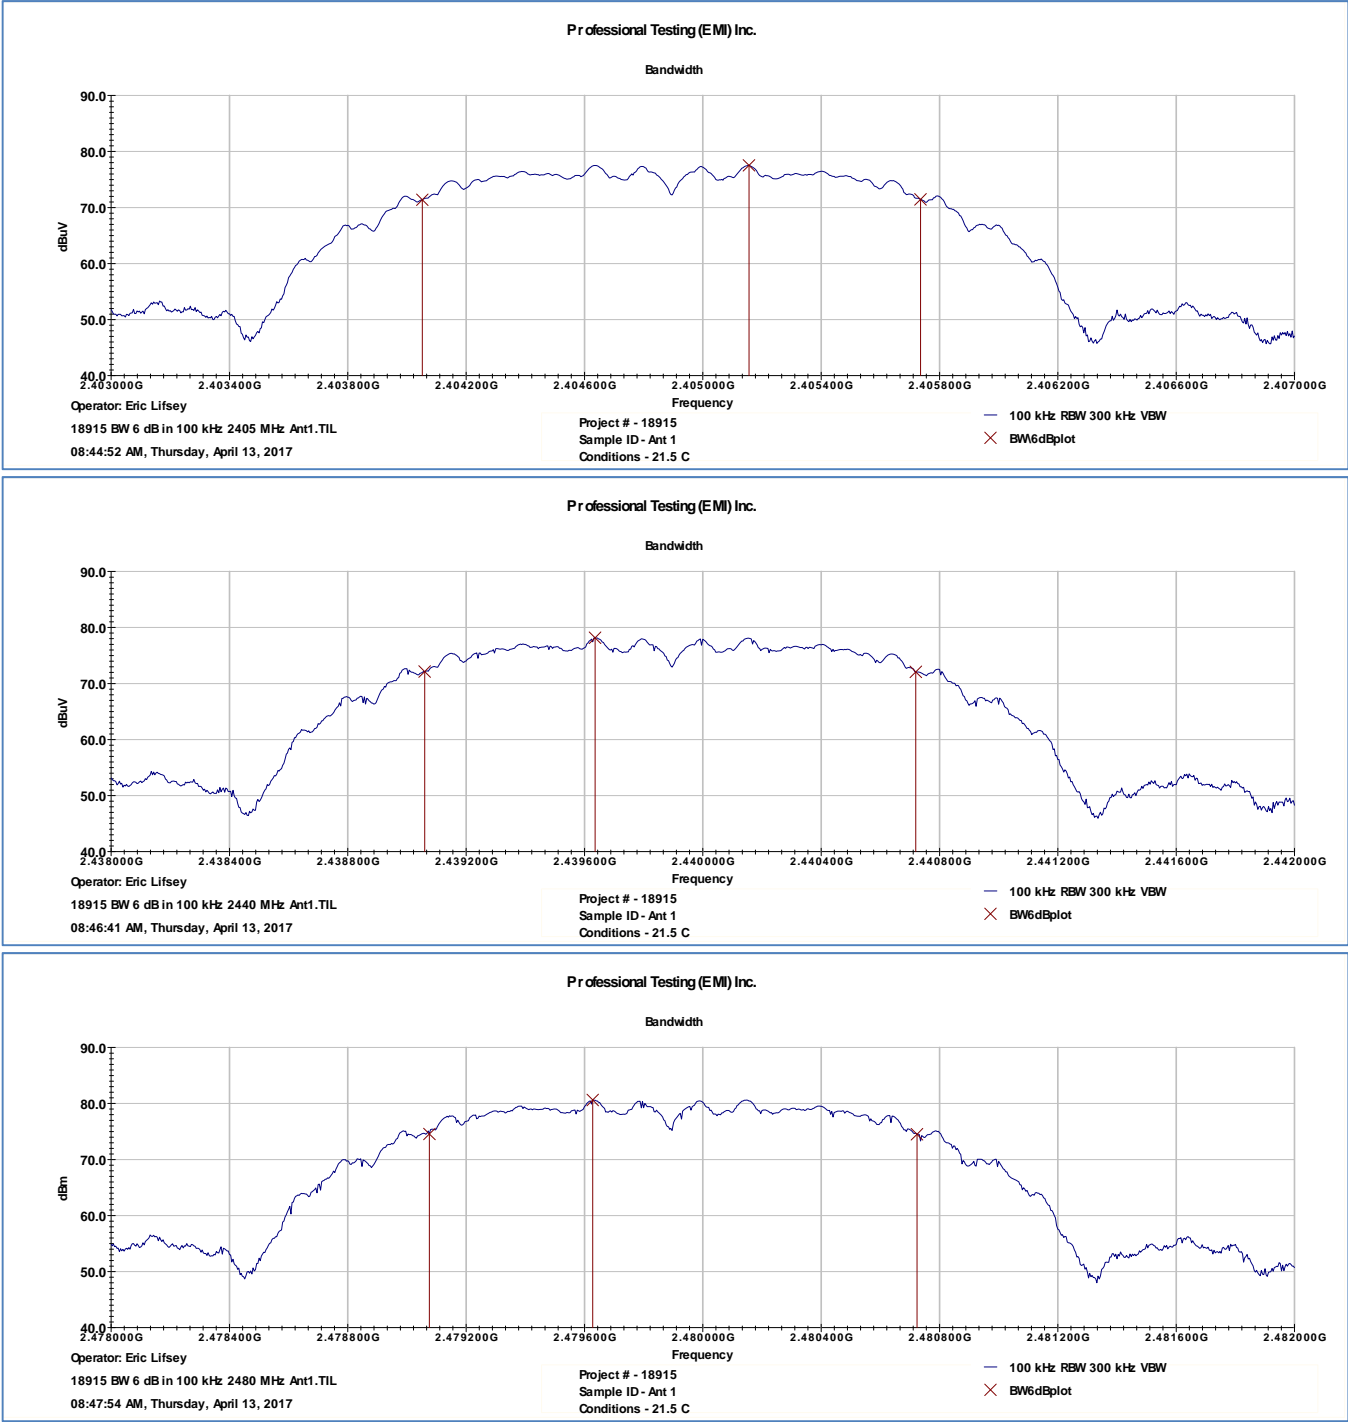 Professional Testing (EMI) Inc.
Bandwidth
90.0
80.0
70.0
60.0
50.0
40.0
dBuV
2.403000G 2.403400G 2.403800G 2.404200G 2.404600G 2.405000G 2.405400G 2.405800G 2.406200G 2.406600G 2.407000G
Frequency
Operator: Eric Lifsey
18915 BW 6 dB in 100 kHz 2405 MHz Ant1.TIL
08:44:52 AM, Thursday, April 13, 2017
Project # - 18915
Sample ID - Ant 1
Conditions - 21.5 C
100 kHz RBW 300 kHz VBW
BW\6dBplot
Professional Testing (EMI) Inc.
Bandwidth
90.0
80.0
70.0
60.0
50.0
40.0
dBuV
2.438000G 2.438400G 2.438800G 2.439200G 2.439600G 2.440000G 2.440400G 2.440800G 2.441200G 2.441600G 2.442000G
Frequency
Operator: Eric Lifsey
18915 BW 6 dB in 100 kHz 2440 MHz Ant1.TIL
08:46:41 AM, Thursday, April 13, 2017
Project # - 18915
Sample ID - Ant 1
Conditions - 21.5 C
100 kHz RBW 300 kHz VBW
BW6dBplot
Professional Testing (EMI) Inc.
Bandwidth
90.0
80.0
70.0
60.0
50.0
40.0
dBm
2.478000G 2.478400G 2.478800G 2.479200G 2.479600G 2.480000G 2.480400G 2.480800G 2.481200G 2.481600G 2.482000G
Frequency
Operator: Eric Lifsey
18915 BW 6 dB in 100 kHz 2480 MHz Ant1.TIL
08:47:54 AM, Thursday, April 13, 2017
Project # - 18915
Sample ID - Ant 1
Conditions - 21.5 C
100 kHz RBW 300 kHz VBW
BW6dBplot